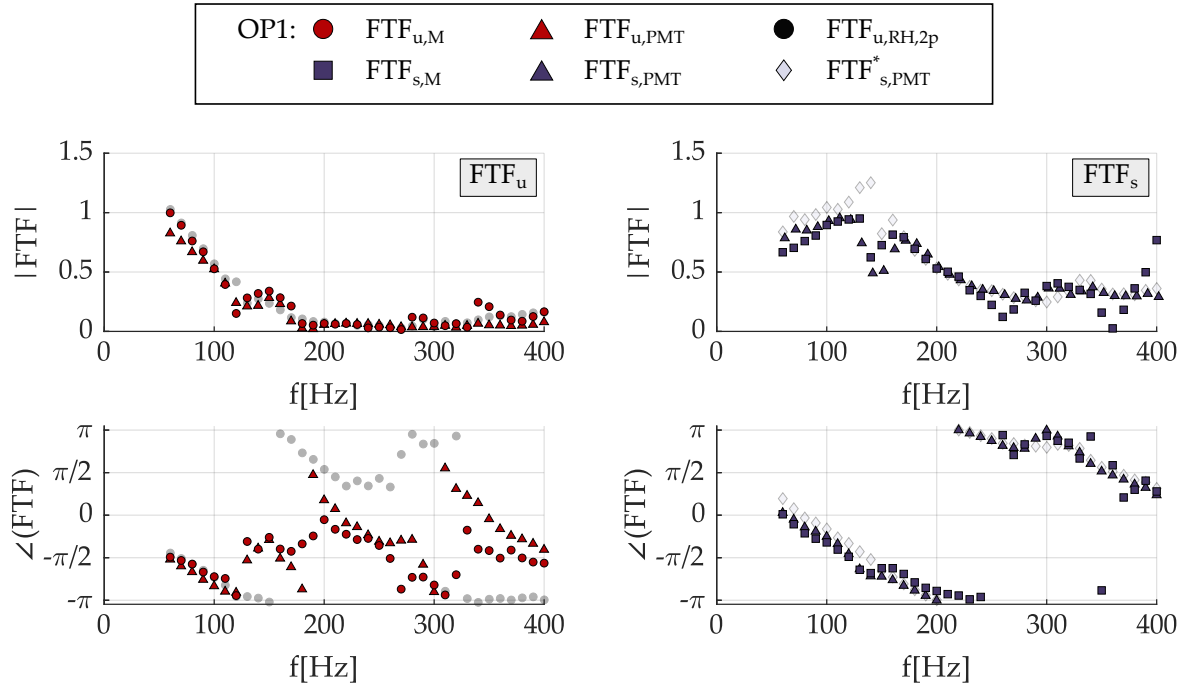 OP1: FTF_u,M FTF_u,PMT FTF_u,RH,2p
FTF_s,M FTF_s,PMT FTF*_s,PMT
1.5 1.5
FTF_u FTF_s
1 1
|FTF| |FTF|
0.5 0.5
0 0
0 100 200 300 400 0 100 200 300 400
f[Hz] f[Hz]
π π
π/2 π/2
∠(FTF) 0 ∠(FTF) 0
-π/2 -π/2
-π -π
0 100 200 300 400 0 100 200 300 400
f[Hz] f[Hz]